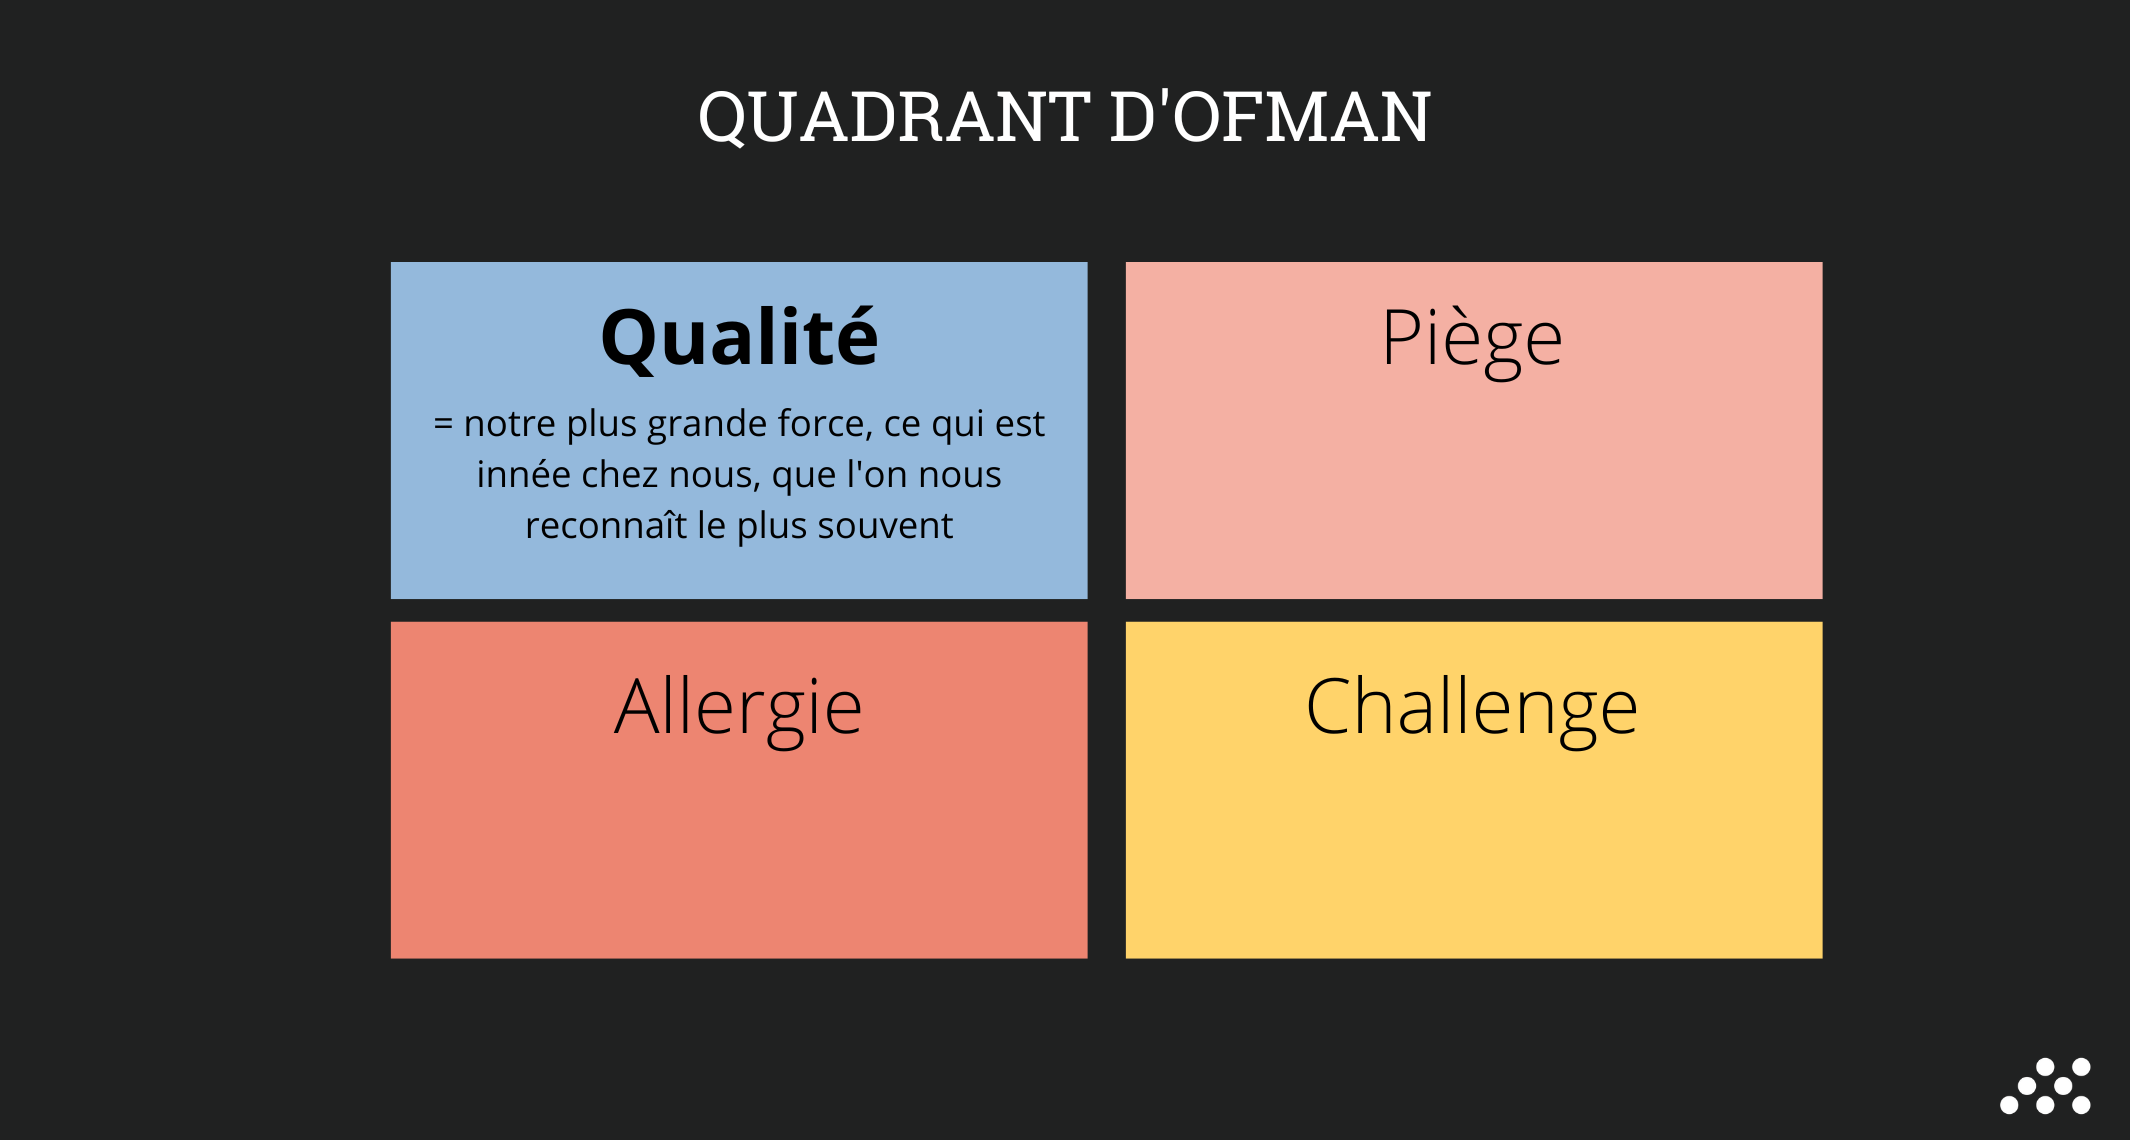 QUADRANT D'OFMAN
Qualité
= notre plus grande force, ce qui est
innée chez nous, que l'on nous
reconnaît le plus souvent
Piège
Allergie
Challenge